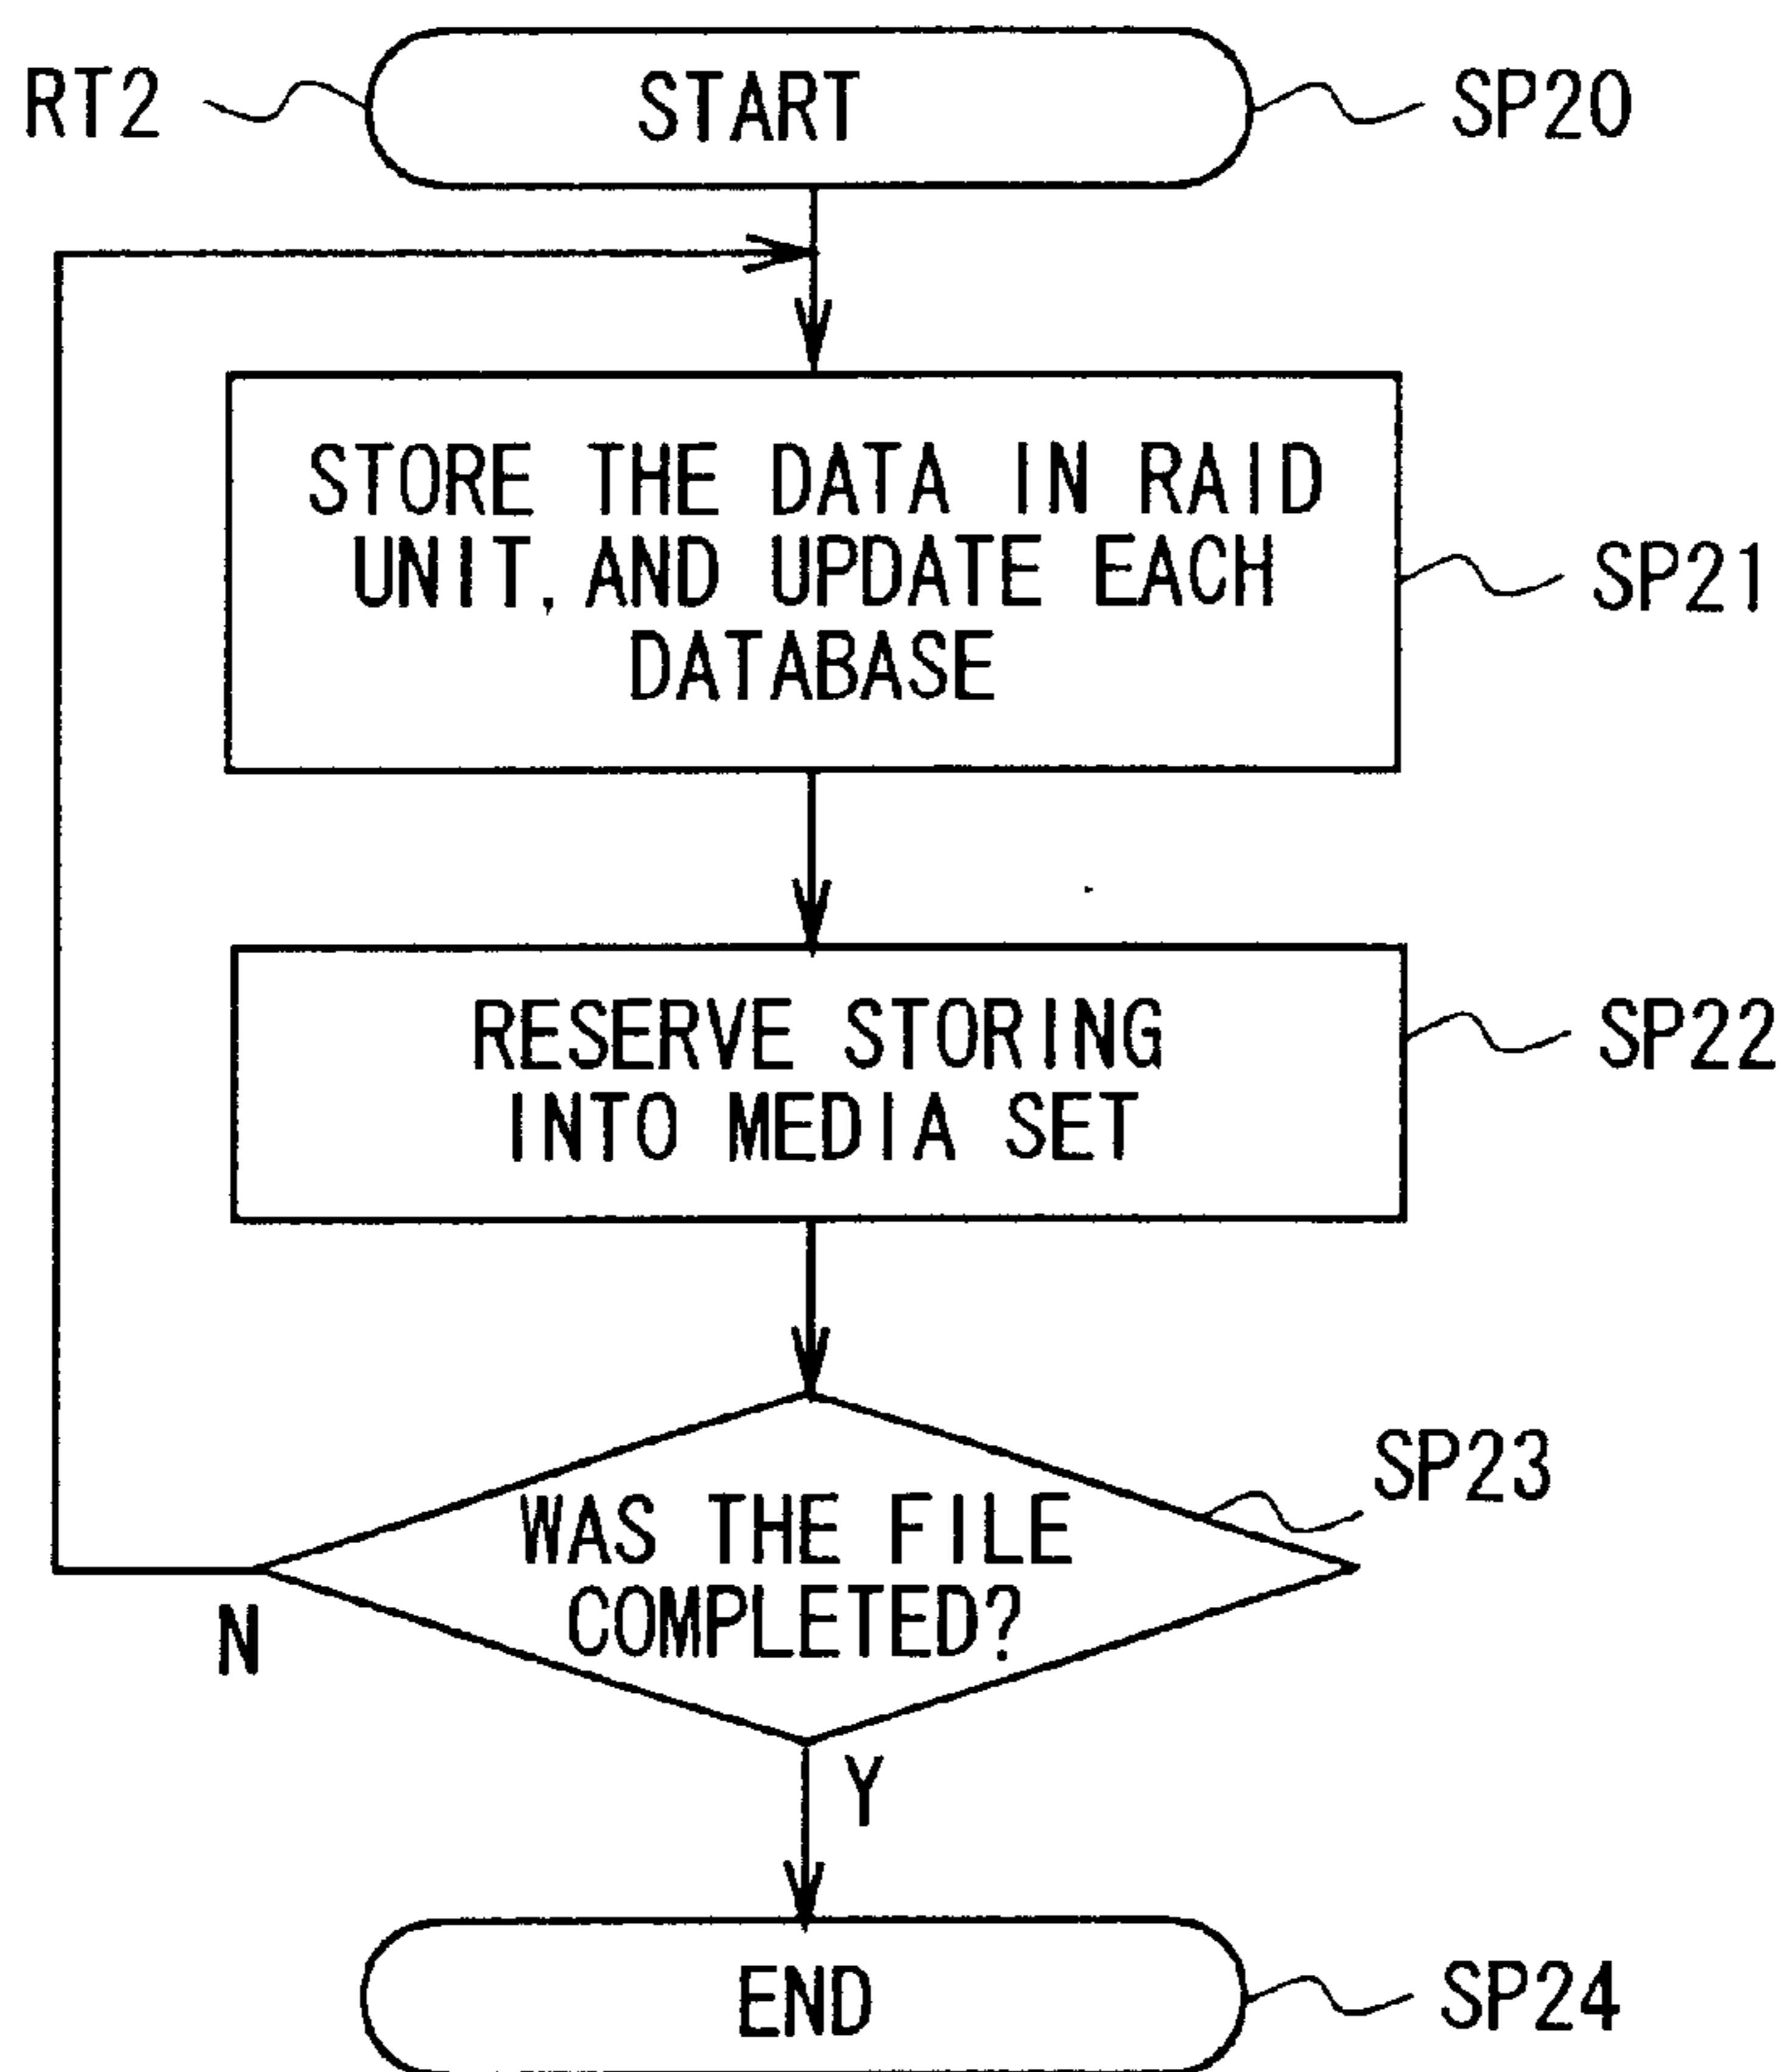 RT2
START
SP20
STORE THE DATA IN RAID
UNIT, AND UPDATE EACH
DATABASE
SP21
RESERVE STORING
INTO MEDIA SET
SP22
WAS THE FILE
COMPLETED?
SP23
N
Y
END
SP24